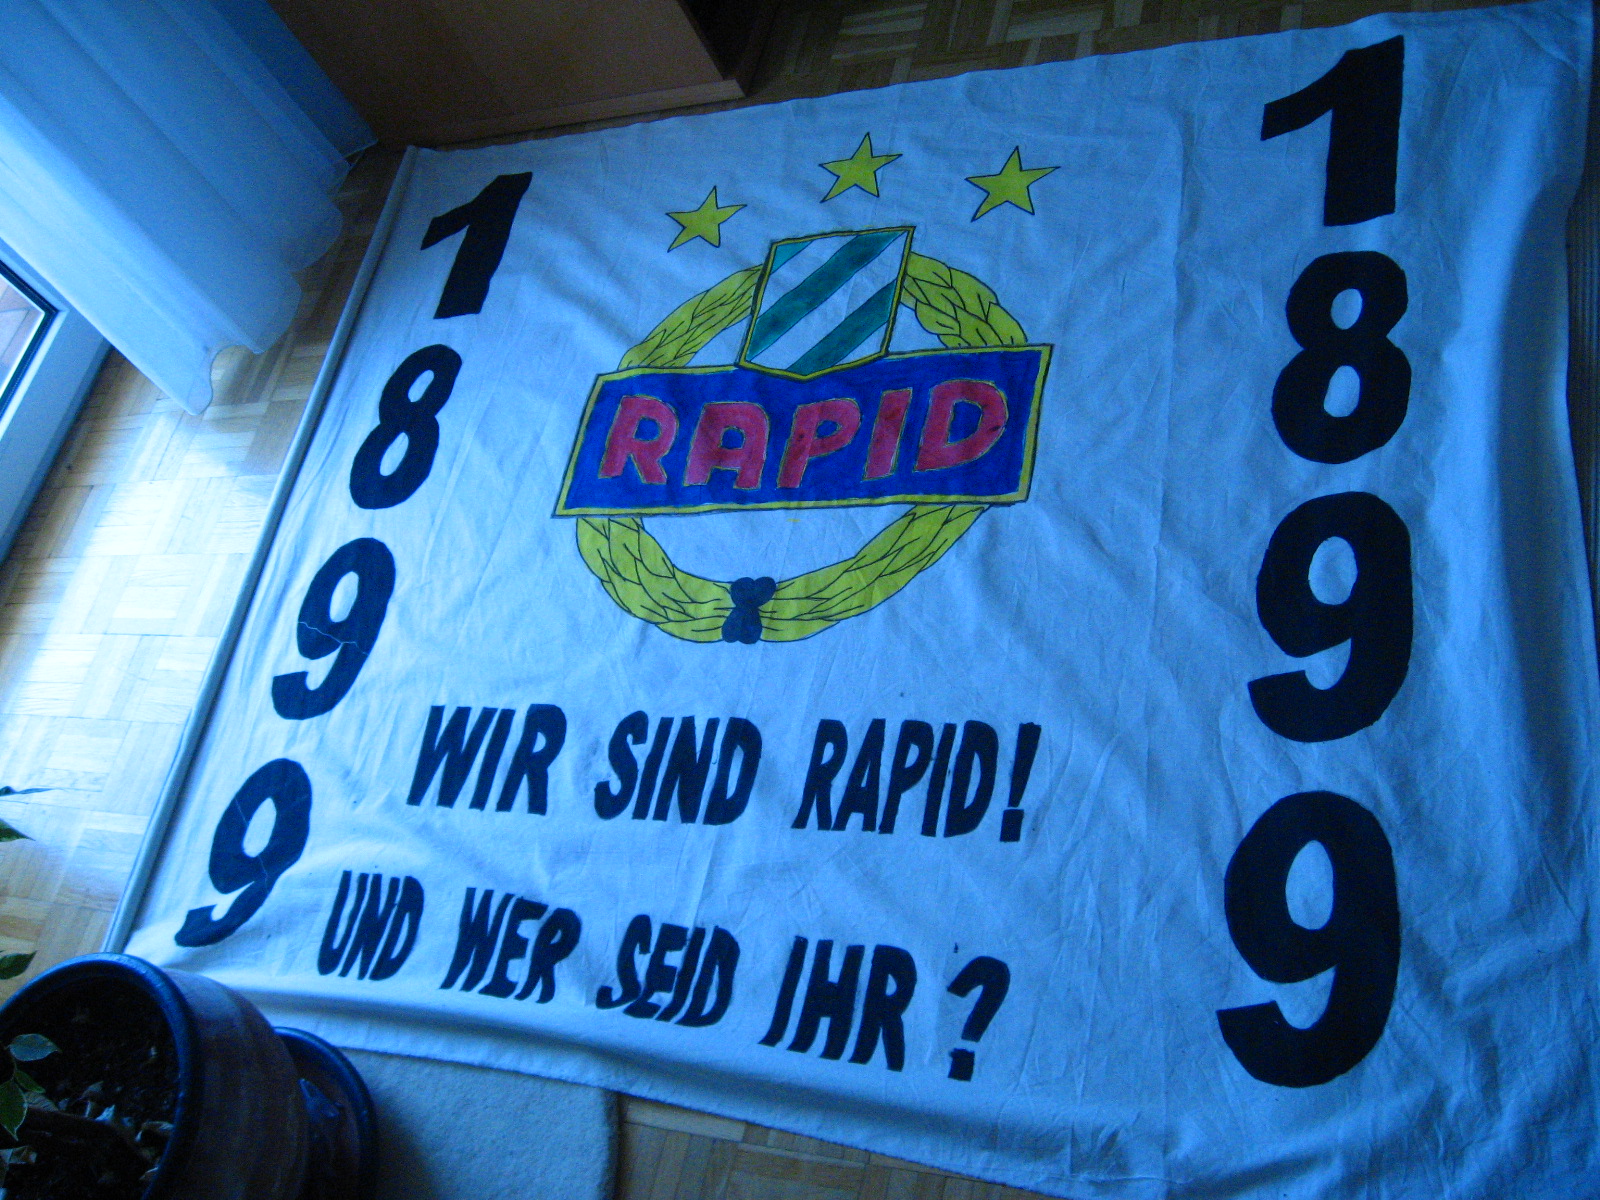 1899
RAPID
1899
WIR SIND RAPID!
UND WER SEID IHR?